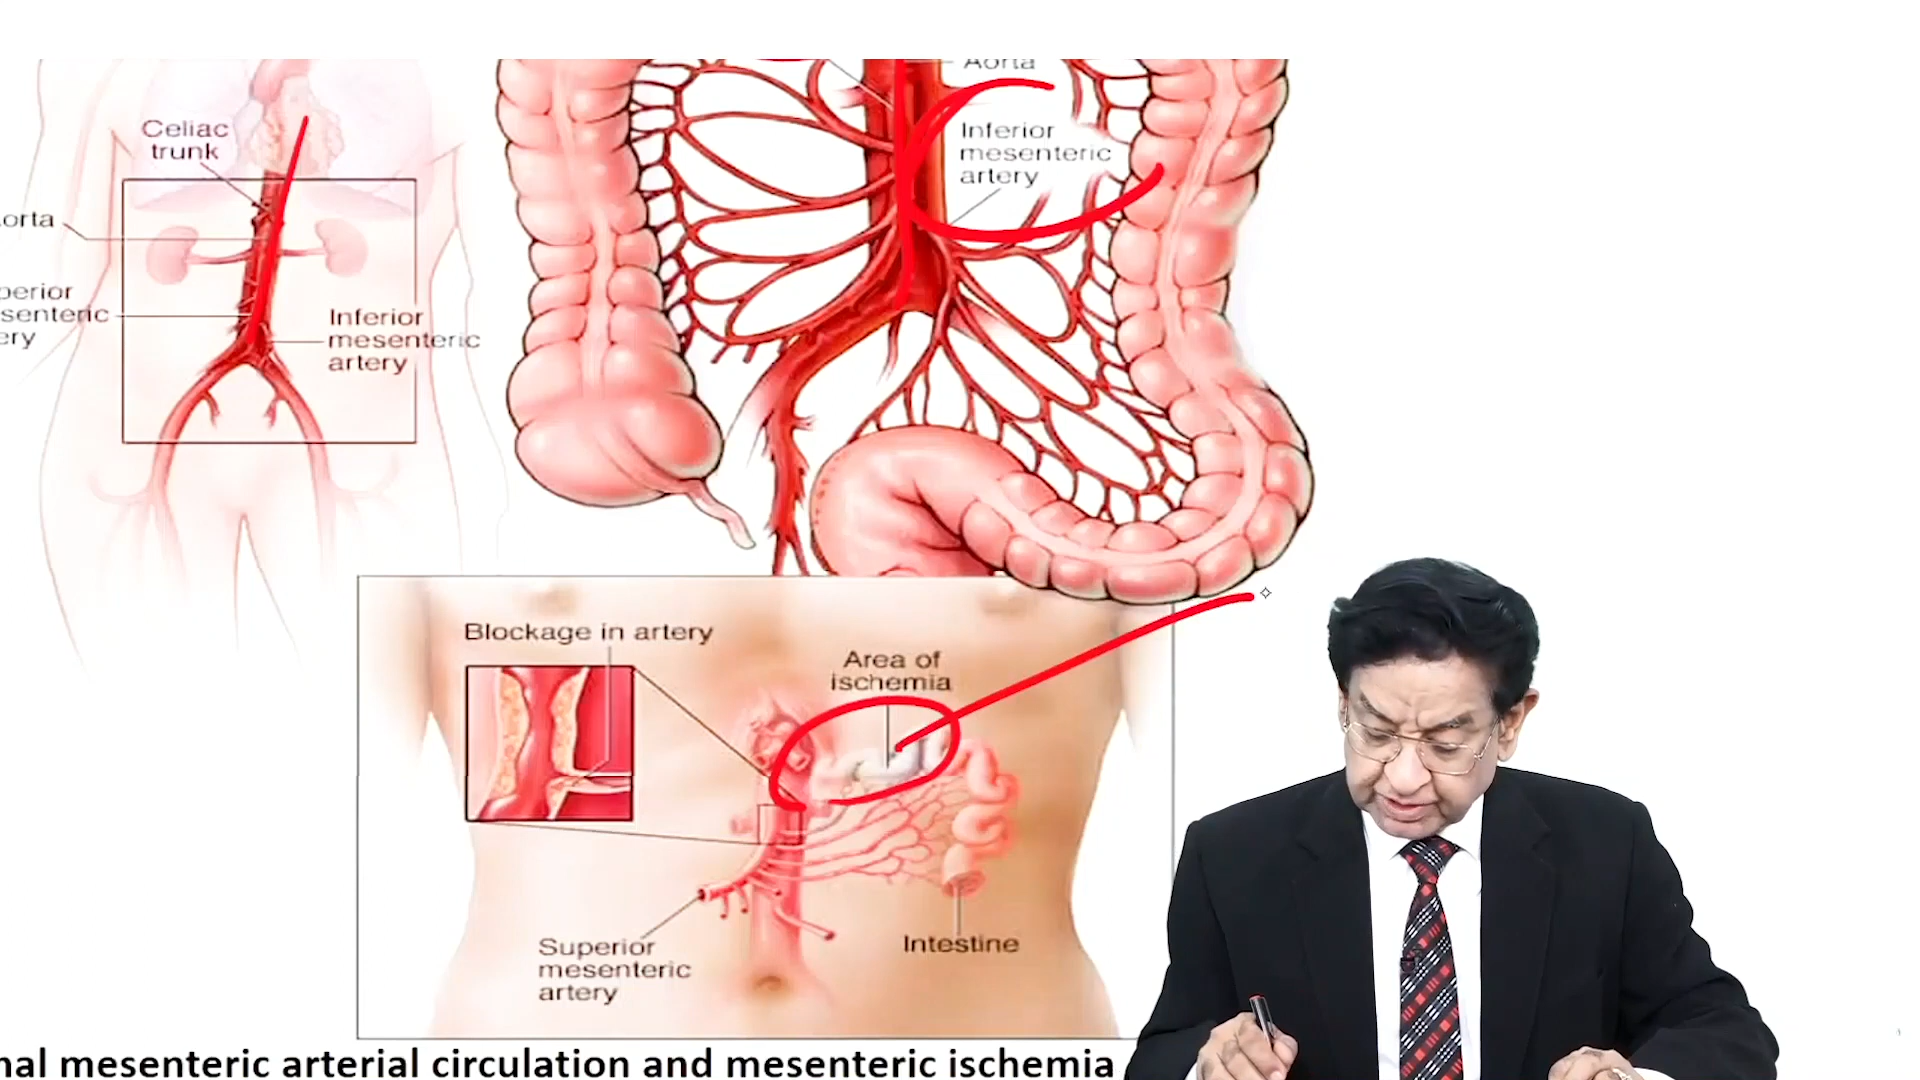 Aorta
Celiac
trunk
Inferior
mesenteric
artery
orta
perior
senteric
ery
Inferior
mesenteric
artery
Blockage in artery
Area of
ischemia
Superior
mesenteric
artery
Intestine
nal mesenteric arterial circulation and mesenteric ischemia